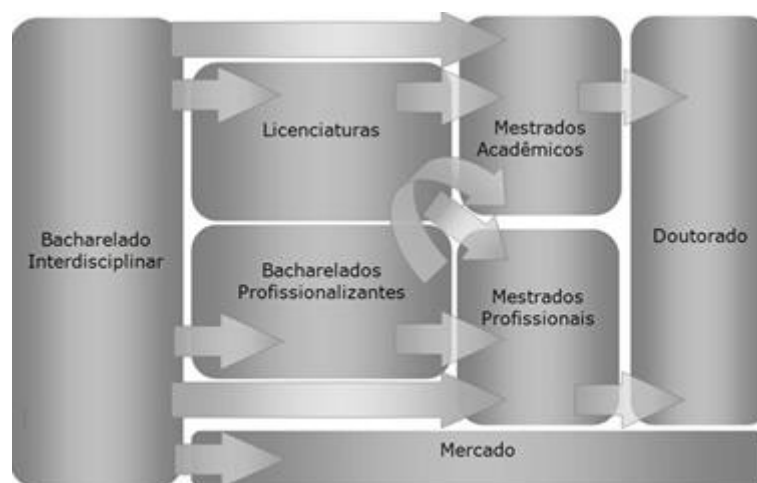 Bacharelado
Interdisciplinar
Licenciaturas
Bacharelados
Profissionalizantes
Mestrados
Acadêmicos
Mestrados
Profissionais
Doutorado
Mercado